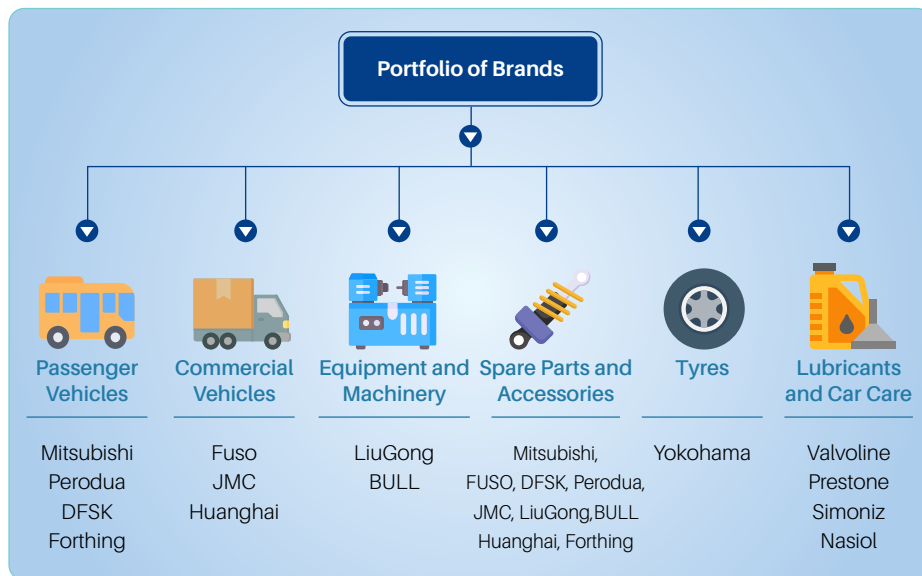 Portfolio of Brands
Passenger
Vehicles
Mitsubishi
Perodua
DFSK
Forthing
Commercial
Vehicles
Fuso
JMC
Huanghai
Equipment and
Machinery
LiuGong
BULL
Spare Parts and
Accessories
Mitsubishi,
FUSO, DFSK, Perodua,
JMC, LiuGong,BULL
Huanghai, Forthing
Tyres
Yokohama
Lubricants
and Car Care
Valvoline
Prestone
Simoniz
Nasiol